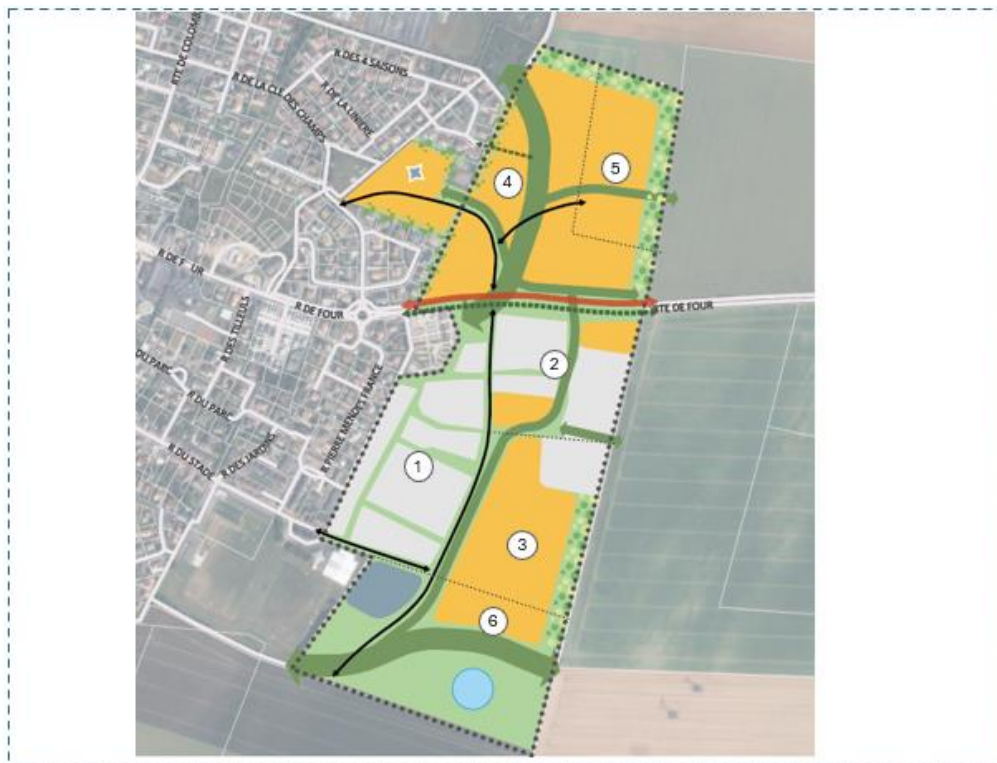 RTE DE COLOMB
R DES 4 SAISONS
R DE LA CLE DES CHAMPS
R DE LA LINIERE
5
4
R DE F UR
R DE FOUR
RTE DE FOUR
R DES TILLEULS
2
DU PARC
R DU PARC
R PIERRE MENDES FRANCE
R DU STADE
R DES JARDINS
1
3
6